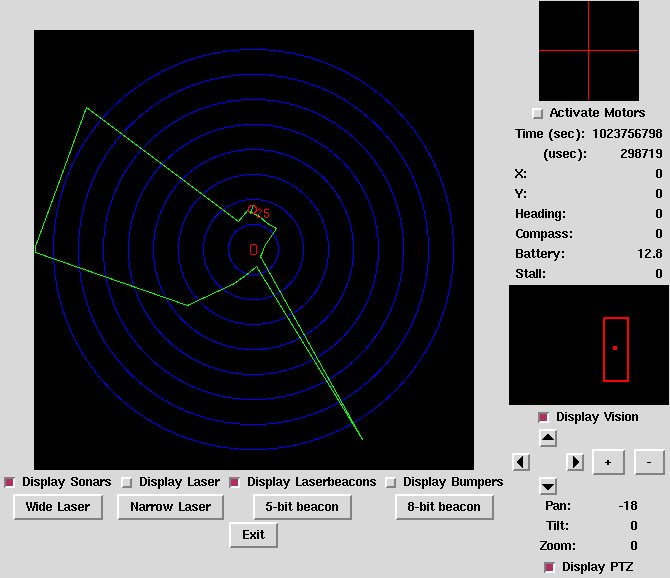 25
Activate Motors
Time (sec): 1023756798
(usec): 298719
X: 0
Y: 0
Heading: 0
Compass: 0
Battery: 12.8
Stall: 0
Display Vision
+ -
Display Sonars Display Laser Display Laserbeacons Display Bumpers
Wide Laser Narrow Laser 5-bit beacon 8-bit beacon
Exit
Pan: -18
Tilt: 0
Zoom: 0
Display PTZ